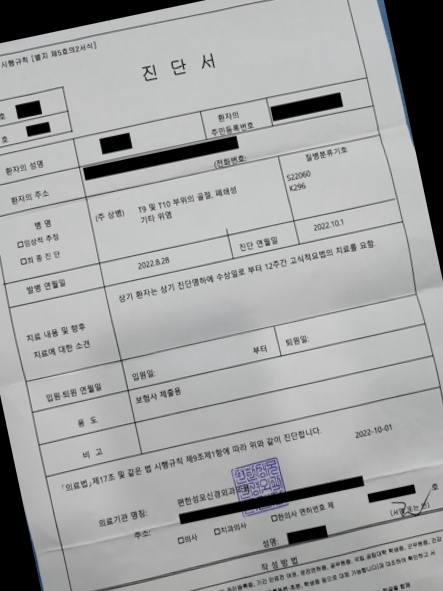 시행규칙 [별지 제5호의2서식]
진 단 서
호
호
환자의 성명
환자의
주민등록번호
환자의 주소
(전화번호:
병 명
□임상적 추정
□최 종 진 단
(주 상병)
T9 및 T10 부위의 골절, 폐쇄성
기타 위염
질병분류기호
S22060
K296
발병 연월일
2022.8.28
진단 연월일
2022.10.1
치료 내용 및 향후
치료에 대한 소견
상기 환자는 상기 진단명하에 수상일로 부터 12주간 고식적요법의 치료를 요함.
입원·퇴원 연월일
입원일:
부터
퇴원일:
용 도
보험사 제출용
비 고
「의료법」제17조 및 같은 법 시행규칙 제9조제1항에 따라 위와 같이 진단합니다.
2022-10-01
의료기관 명칭:
편한성모신경외과의원
주소:
□의사 □치과의사 □한의사 면허번호 제
호
성명:
(서명 또는 인)
작 성 방 법